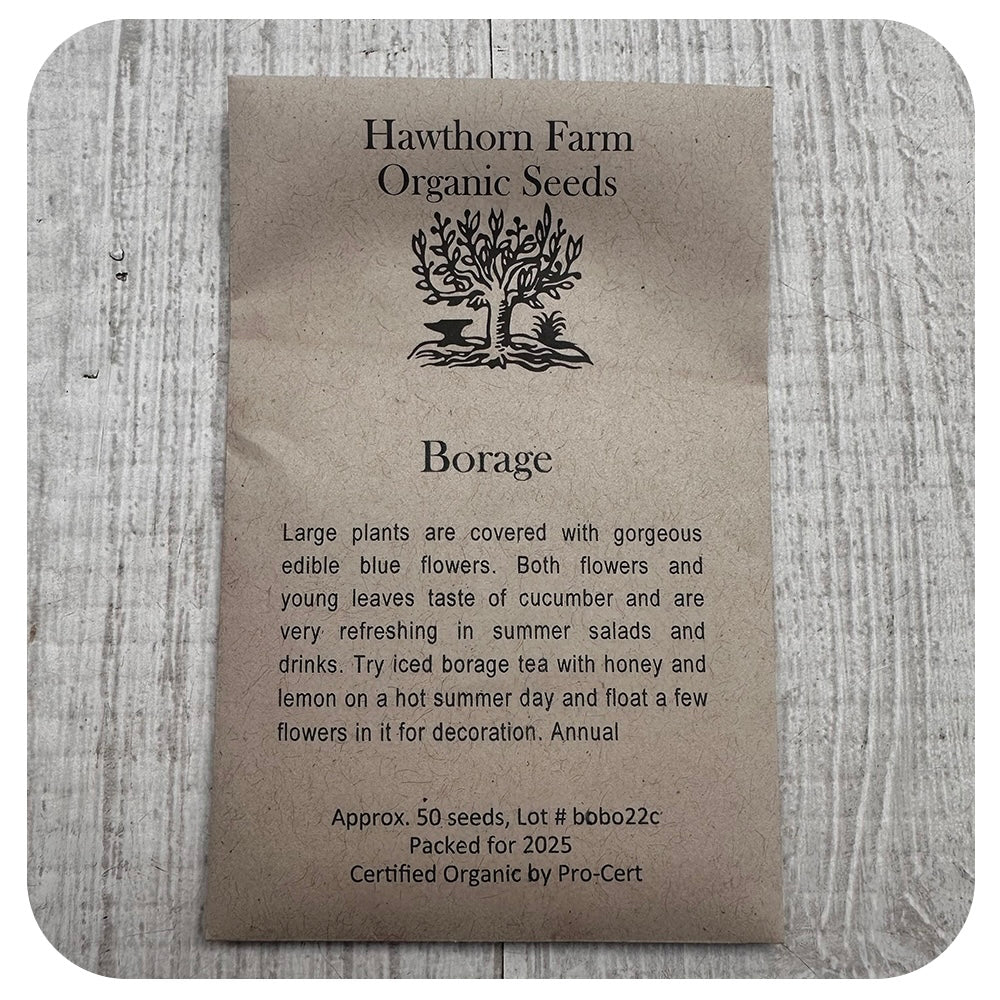 Hawthorn Farm
Organic Seeds
Borage
Large plants are covered with gorgeous
edible blue flowers. Both flowers and
young leaves taste of cucumber and are
very refreshing in summer salads and
drinks. Try iced borage tea with honey and
lemon on a hot summer day and float a few
flowers in it for decoration. Annual
Approx. 50 seeds, Lot # bobo22c
Packed for 2025
Certified Organic by Pro-Cert